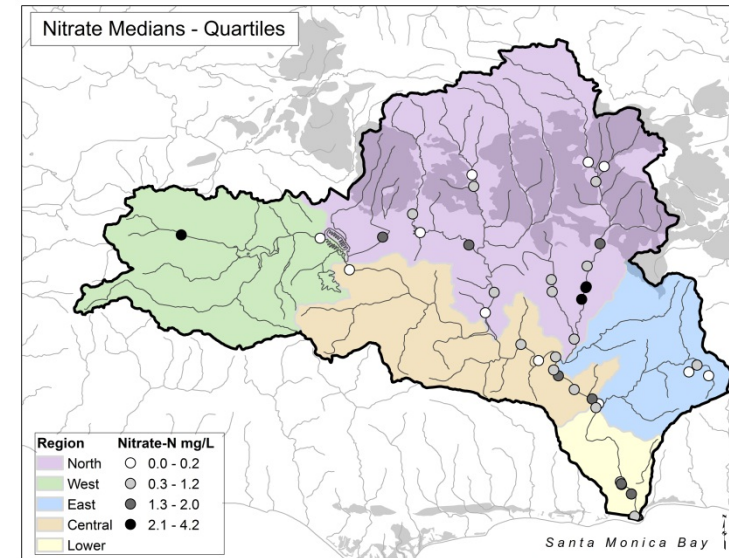 Nitrate Medians - Quartiles
Region Nitrate-N mg/L
North 0.0 - 0.2
West 0.3 - 1.2
East 1.3 - 2.0
Central 2.1 - 4.2
Lower
Santa Monica Bay